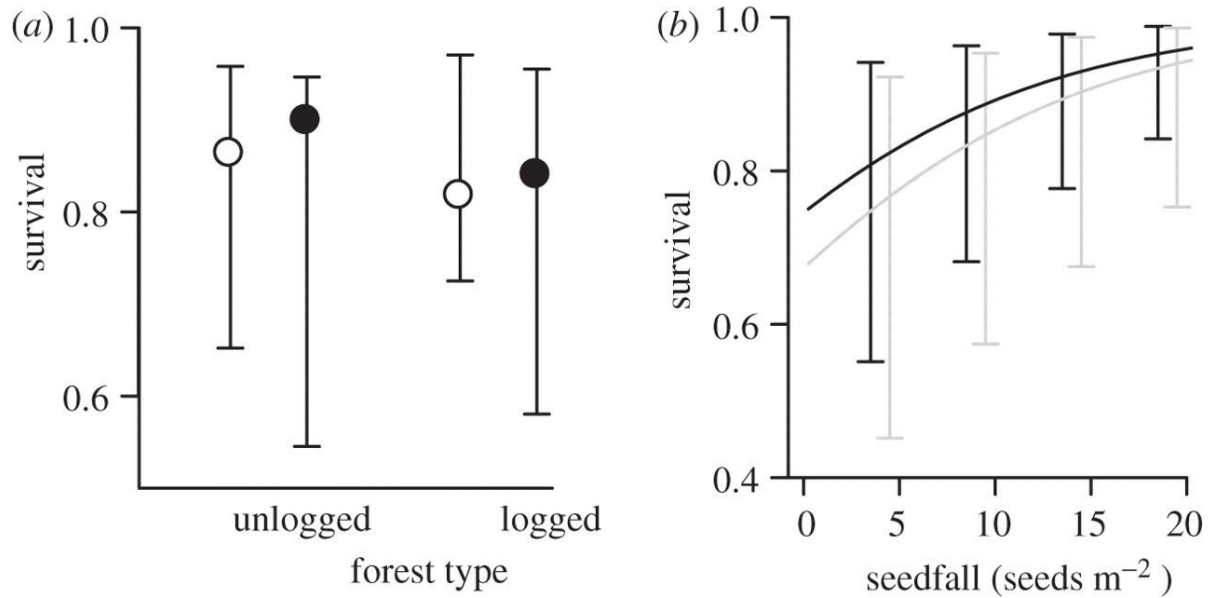 (a)
1.0
0.8
0.6
survival
unlogged logged
forest type
(b)
1.0
0.8
0.6
0.4
survival
0 5 10 15 20
seedfall (seeds m⁻²)